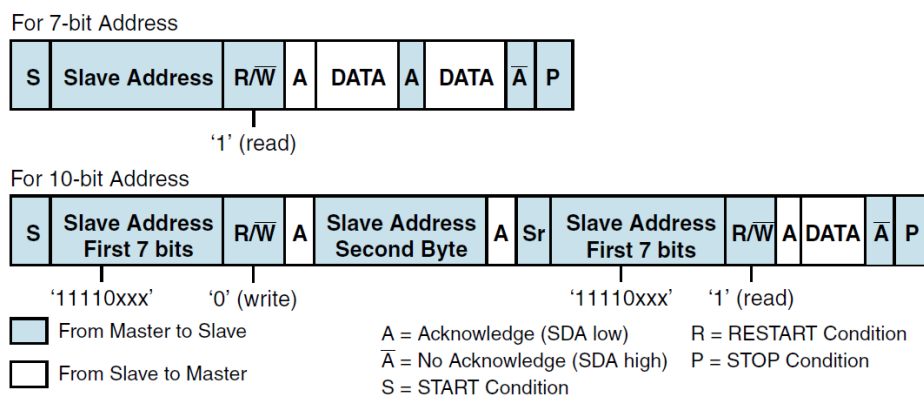 For 7-bit Address
S Slave Address R/W̅ A DATA A DATA A̅ P
‘1’ (read)
For 10-bit Address
S Slave Address First 7 bits R/W̅ A Slave Address Second Byte A Sr Slave Address First 7 bits R/W̅ A DATA A̅ P
‘11110xxx’ ‘0’ (write) ‘11110xxx’ ‘1’ (read)
From Master to Slave
From Slave to Master
A = Acknowledge (SDA low)
A̅ = No Acknowledge (SDA high)
S = START Condition
R = RESTART Condition
P = STOP Condition